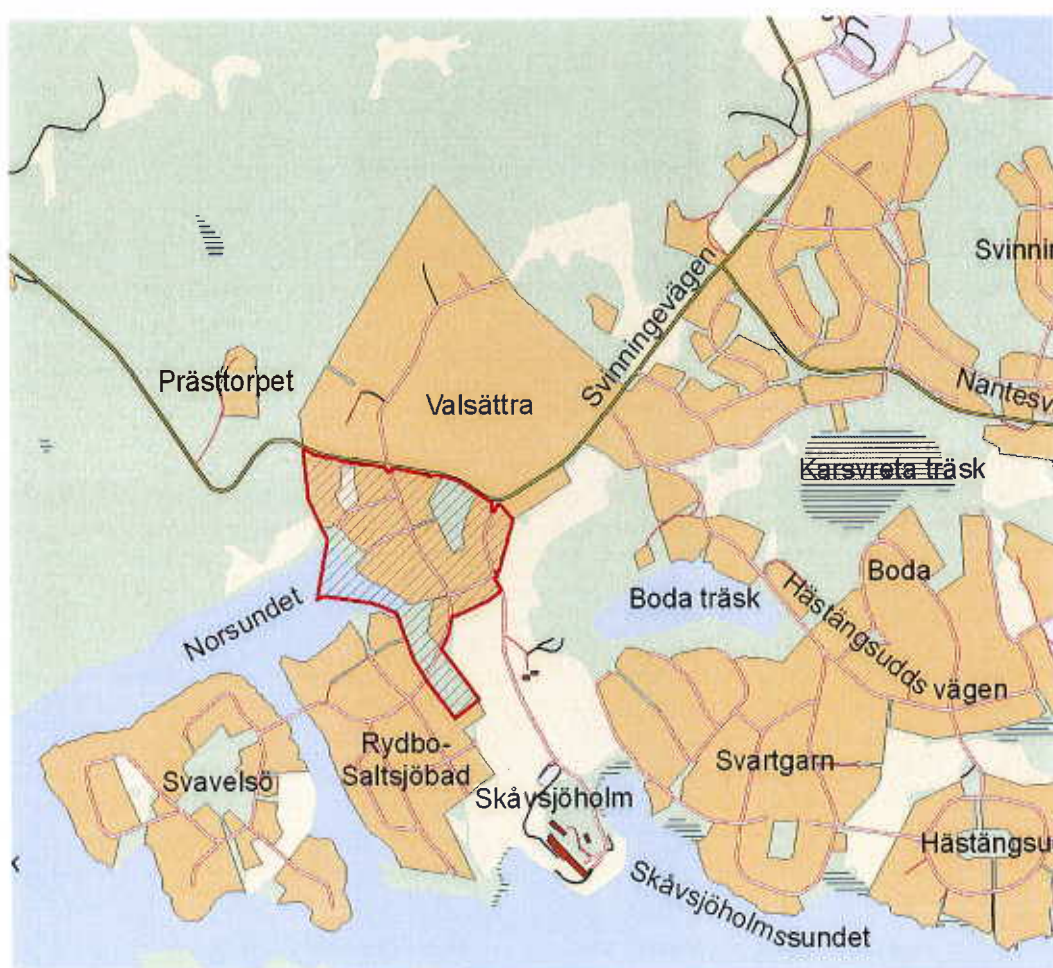 Svinnin
Svinningevägen
Prästtorpet
Valsättra
Nantesv
Karsvreta träsk
Boda
Boda träsk
Hästängsudds vägen
Norsundet
Rydbo-
Saltsjöbad
Svavelsö
Svartgarn
Skåvsjöholm
Hästängsu
Skåvsjöholmssundet
k